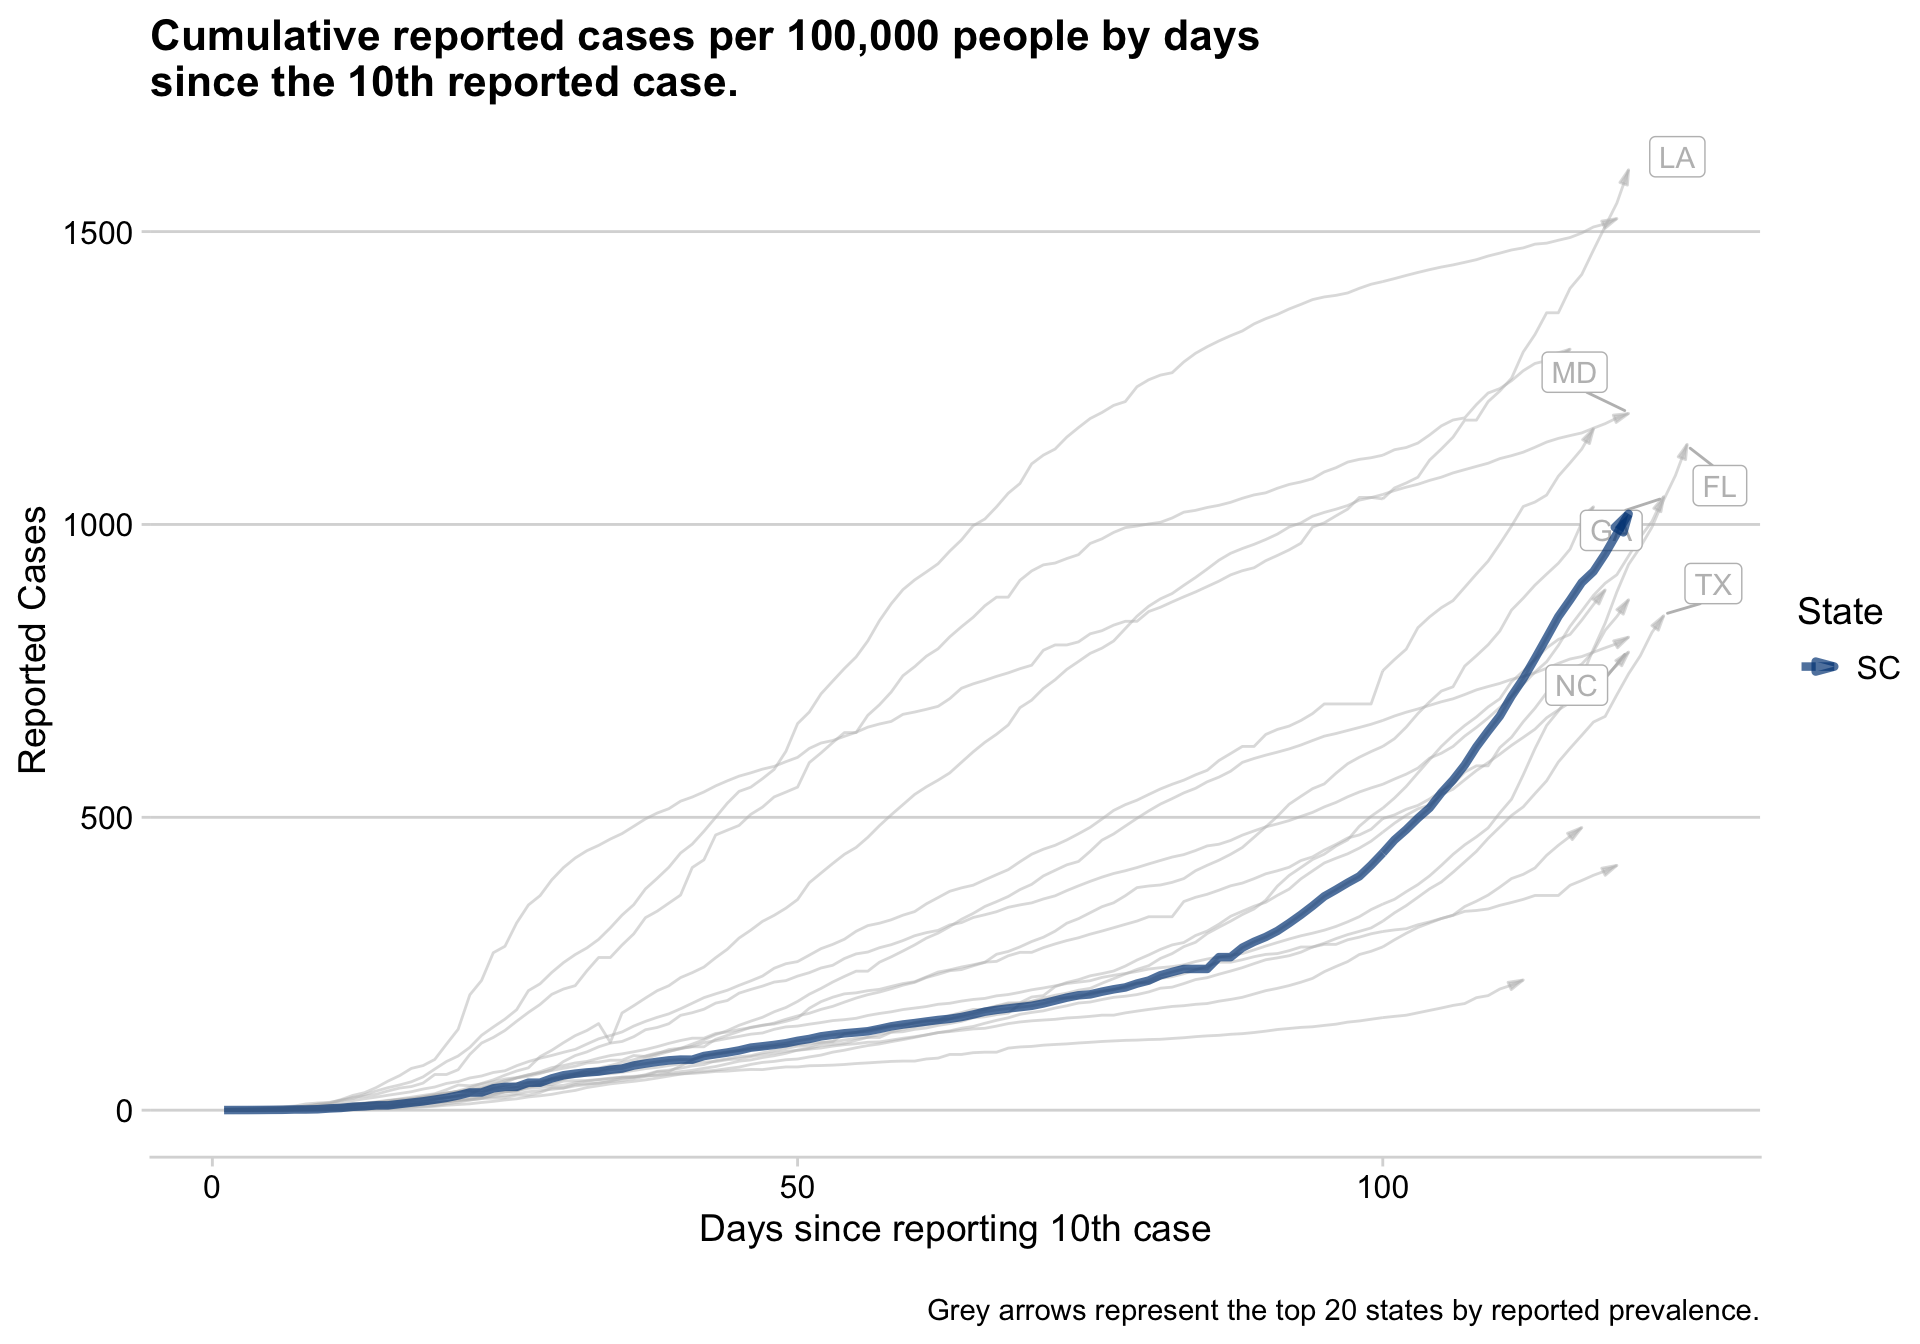 Cumulative reported cases per 100,000 people by days
since the 10th reported case.
LA
1500
MD
FL
1000
GA
TX
Reported Cases
State
SC
NC
500
0
0 50 100
Days since reporting 10th case
Grey arrows represent the top 20 states by reported prevalence.